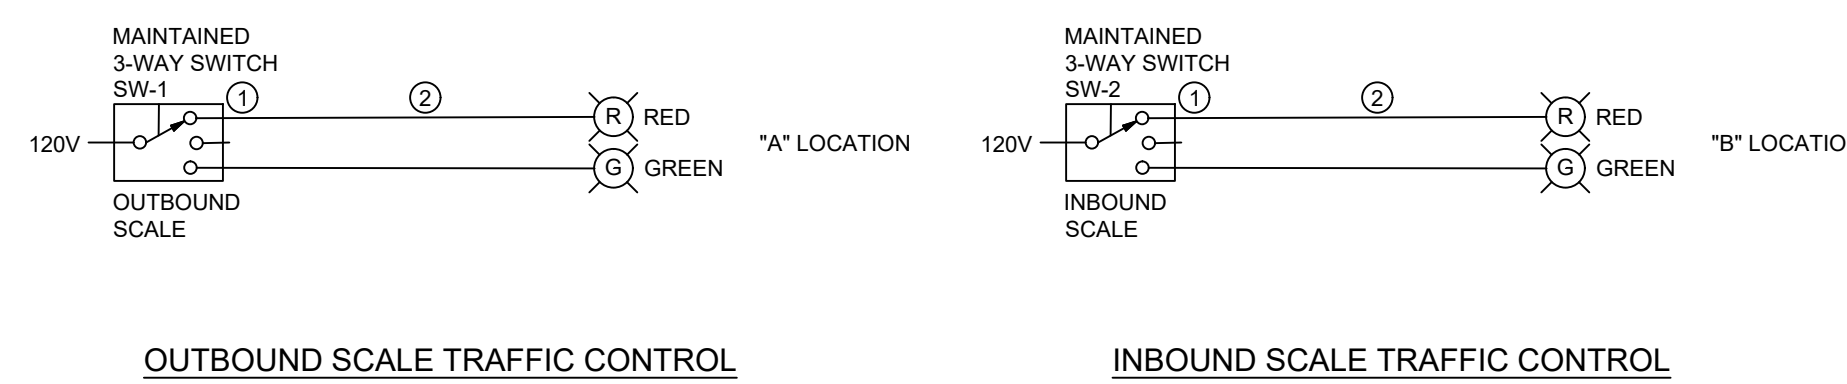 MAINTAINED
3-WAY SWITCH
SW-1
1
2
R
RED
120V
"A" LOCATION
G
GREEN
OUTBOUND
SCALE
OUTBOUND SCALE TRAFFIC CONTROL
MAINTAINED
3-WAY SWITCH
SW-2
1
2
R
RED
120V
"B" LOCATIO
G
GREEN
INBOUND
SCALE
INBOUND SCALE TRAFFIC CONTROL